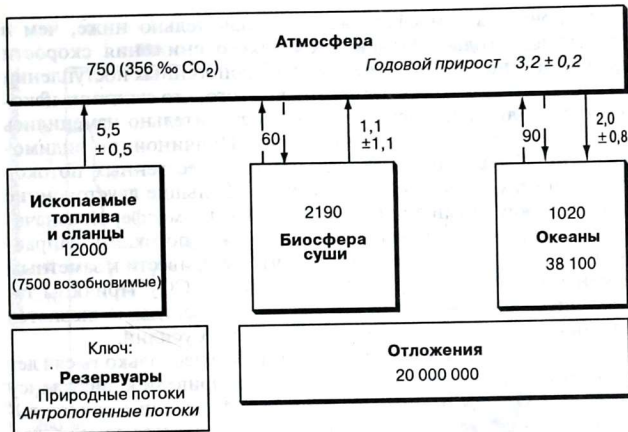 Атмосфера
750 (356 ‰ CO₂)
Годовой прирост 3,2 ± 0,2
5,5
± 0,5
60
1,1
±1,1
90
2,0
±0,8
Ископаемые
топлива
и сланцы
12000
(7500 возобновимые)
2190
Биосфера
суши
1020
Океаны
38 100
Ключ:
Резервуары
Природные потоки
Антропогенные потоки
Отложения
20 000 000